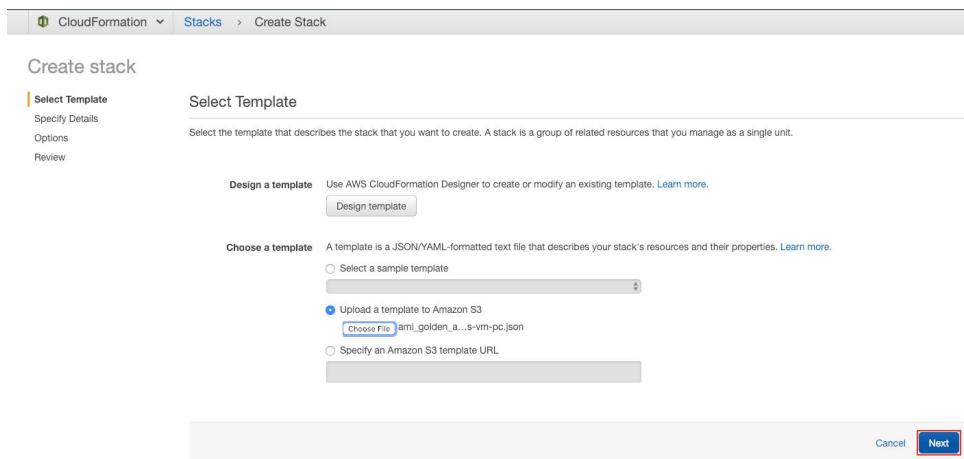 CloudFormation Stacks > Create Stack
Create stack
Select Template
Specify Details
Options
Review
Select Template
Select the template that describes the stack that you want to create. A stack is a group of related resources that you manage as a single unit.
Design a template Use AWS CloudFormation Designer to create or modify an existing template. Learn more.
Design template
Choose a template A template is a JSON/YAML-formatted text file that describes your stack's resources and their properties. Learn more.
Select a sample template
Upload a template to Amazon S3
Choose File ami_golden_a...s-vm-pc.json
Specify an Amazon S3 template URL
Cancel Next